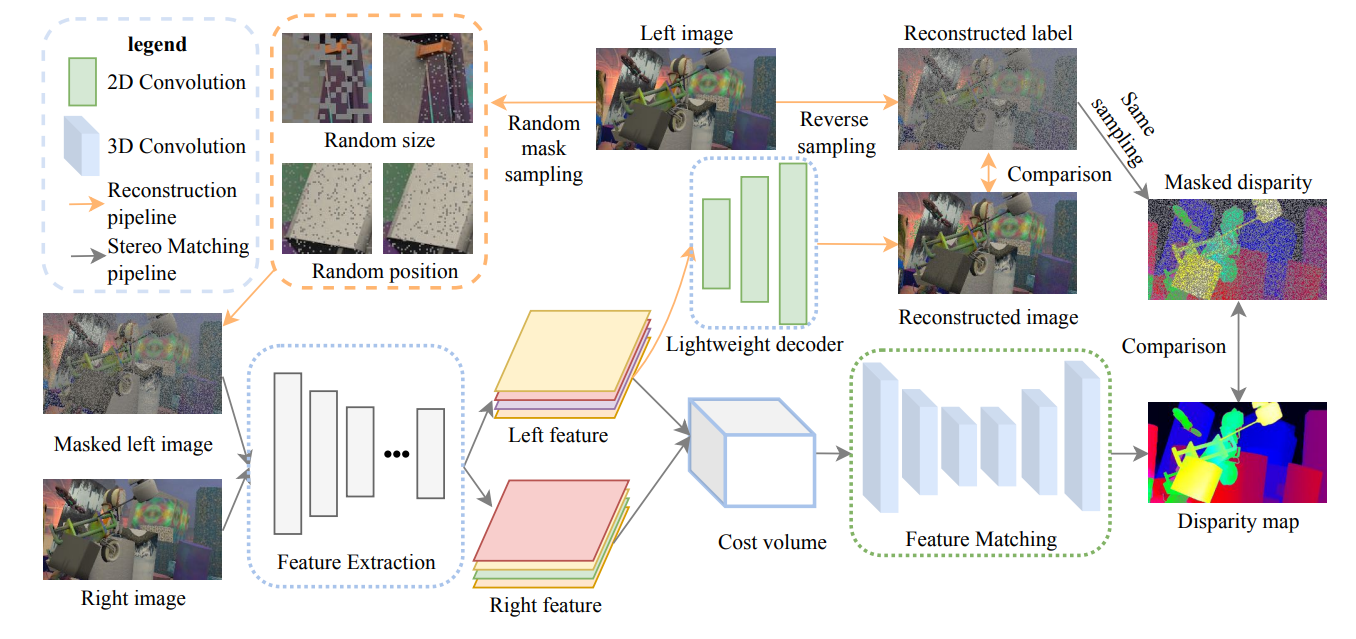 legend
2D Convolution
3D Convolution
Reconstruction
pipeline
Stereo Matching
pipeline
Random size
Random position
Random
mask
sampling
Left image
Reverse
sampling
Reconstructed label
Same
sampling
Comparison
Masked disparity
Reconstructed image
Lightweight decoder
Comparison
Masked left image
Right image
Feature Extraction
Left feature
Right feature
Cost volume
Feature Matching
Disparity map